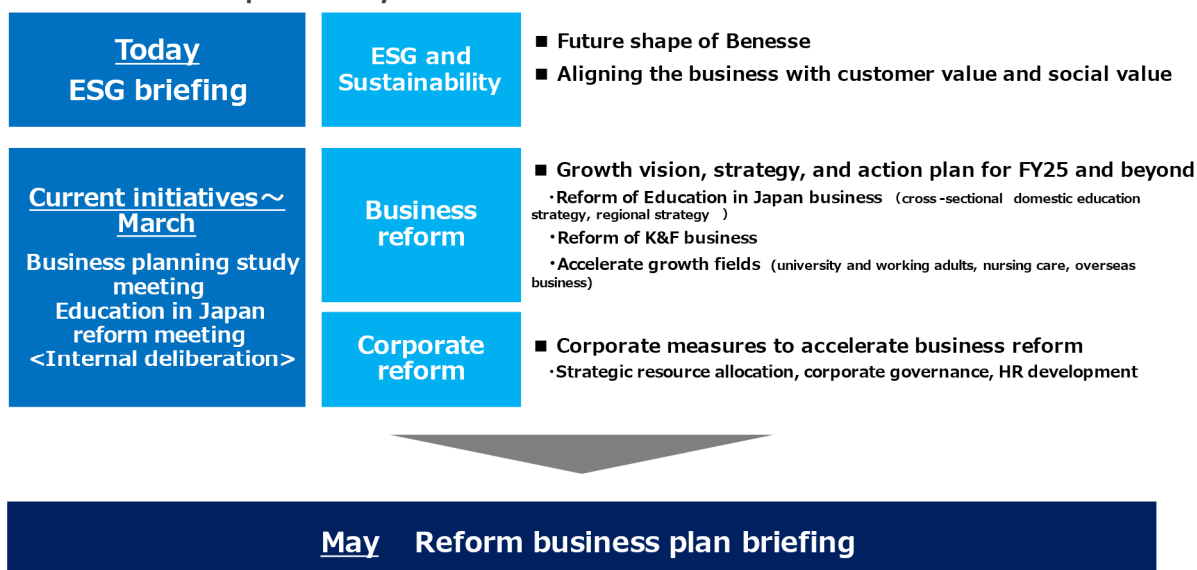 Today
ESG briefing
ESG and
Sustainability
■ Future shape of Benesse
■ Aligning the business with customer value and social value
Current initiatives～
March
Business planning study
meeting
Education in Japan
reform meeting
<Internal deliberation>
Business
reform
■ Growth vision, strategy, and action plan for FY25 and beyond
・Reform of Education in Japan business （cross-sectional domestic education
strategy, regional strategy ）
・Reform of K&F business
・Accelerate growth fields (university and working adults, nursing care, overseas
business)
Corporate
reform
■ Corporate measures to accelerate business reform
・Strategic resource allocation, corporate governance, HR development
May Reform business plan briefing